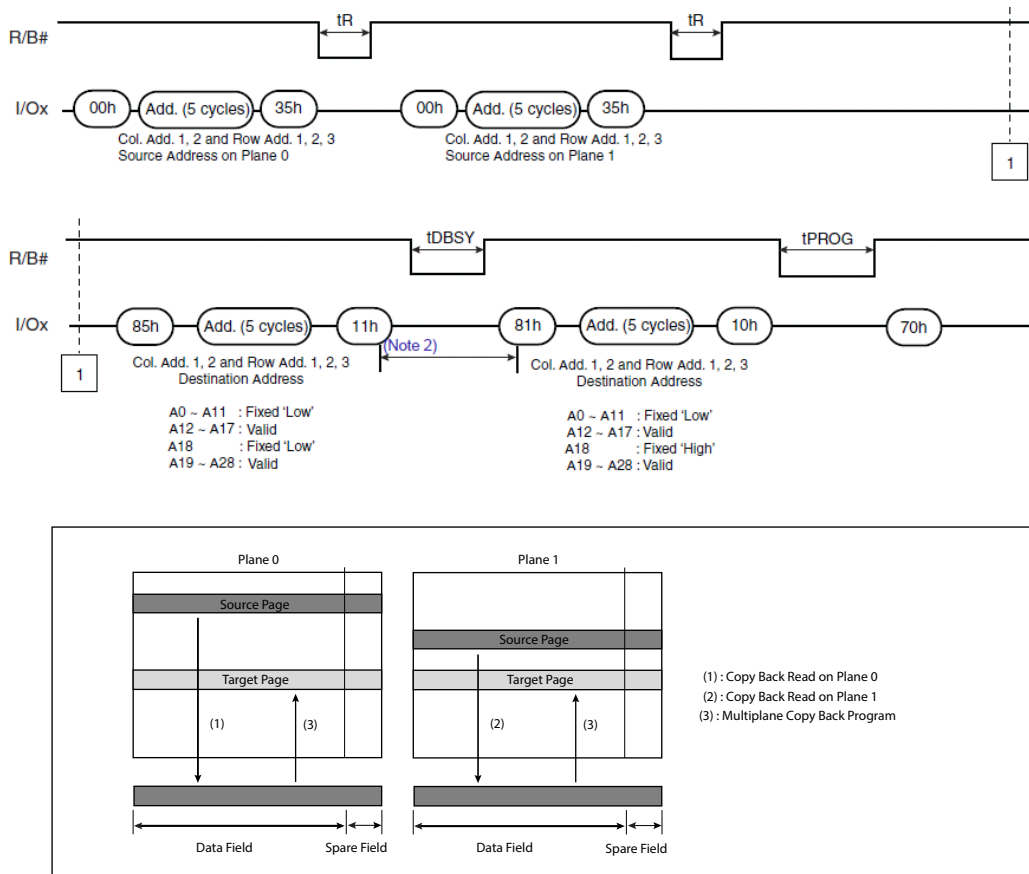 tR tR
R/B#
I/Ox 00h Add. (5 cycles) 35h 00h Add. (5 cycles) 35h
Col. Add. 1, 2 and Row Add. 1, 2, 3 Col. Add. 1, 2 and Row Add. 1, 2, 3
Source Address on Plane 0 Source Address on Plane 1
1
tDBSY tPROG
R/B#
I/Ox 85h Add. (5 cycles) 11h 81h Add. (5 cycles) 10h 70h
(Note 2)
1
Col. Add. 1, 2 and Row Add. 1, 2, 3 Col. Add. 1, 2 and Row Add. 1, 2, 3
Destination Address Destination Address
A0 ~ A11 : Fixed 'Low' A0 ~ A11 : Fixed 'Low'
A12 ~ A17 : Valid A12 ~ A17 : Valid
A18 : Fixed 'Low' A18 : Fixed 'High'
A19 ~ A28 : Valid A19 ~ A28 : Valid
Plane 0 Plane 1
Source Page
Source Page
Target Page Target Page
(1) : Copy Back Read on Plane 0
(2) : Copy Back Read on Plane 1
(3) : Multiplane Copy Back Program
(1) (3) (2) (3)
Data Field Spare Field Data Field Spare Field